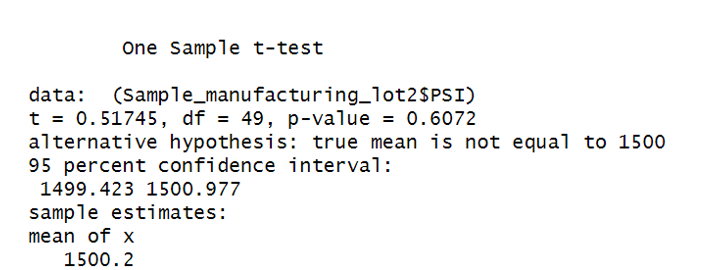 One Sample t-test
data: (Sample_manufacturing_lot2$PSI)
t = 0.51745, df = 49, p-value = 0.6072
alternative hypothesis: true mean is not equal to 1500
95 percent confidence interval:
1499.423 1500.977
sample estimates:
mean of x
1500.2